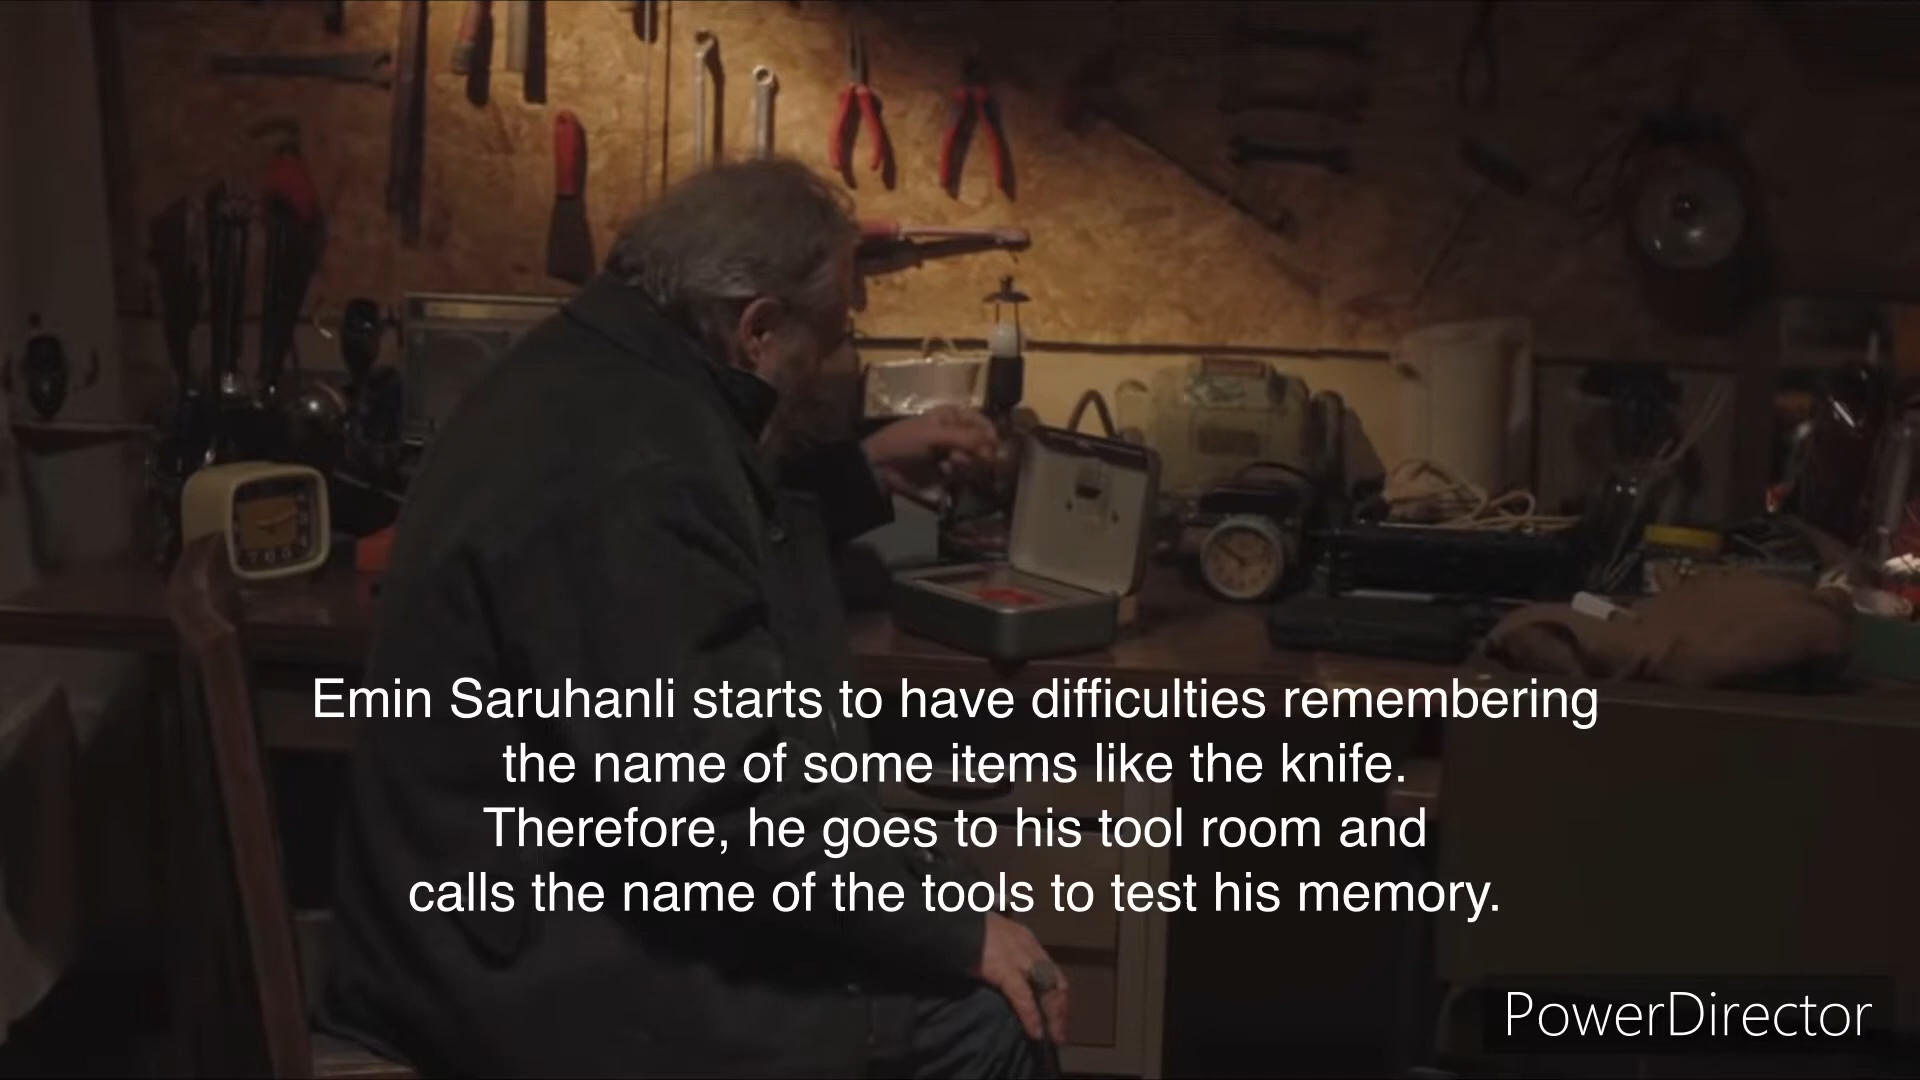 Emin Saruhanli starts to have difficulties remembering
the name of some items like the knife.
Therefore, he goes to his tool room and
calls the name of the tools to test his memory.
PowerDirector